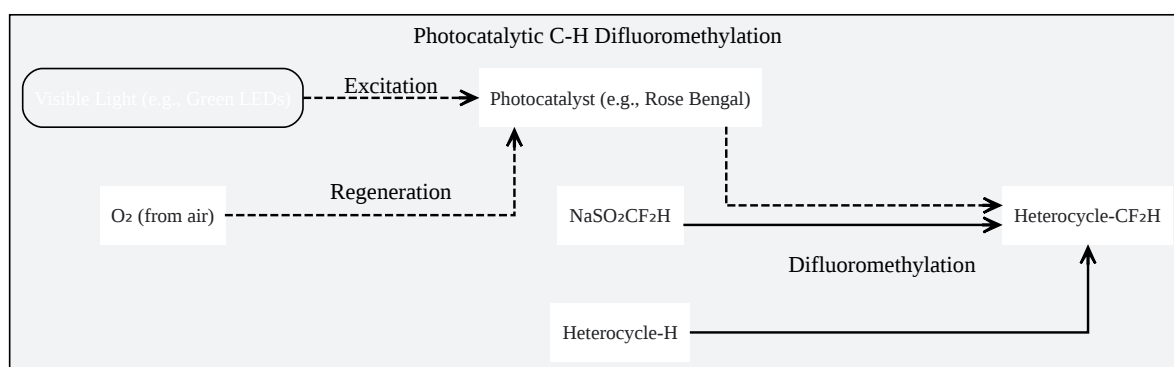 Photocatalytic C-H Difluoromethylation
Visible Light (e.g., Green LEDs)
Excitation
Photocatalyst (e.g., Rose Bengal)
Regeneration
O₂ (from air)
NaSO₂CF₂H
Heterocycle-CF₂H
Difluoromethylation
Heterocycle-H